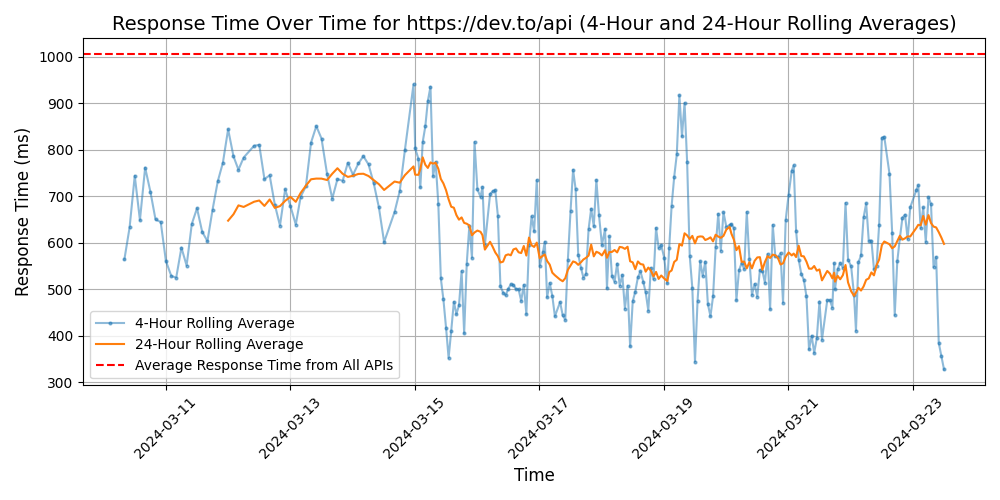 Response Time Over Time for https://dev.to/api (4-Hour and 24-Hour Rolling Averages)
Response Time (ms)
1000
900
800
700
600
500
400
300
4-Hour Rolling Average
24-Hour Rolling Average
Average Response Time from All APIs
2024-03-11
2024-03-13
2024-03-15
2024-03-17
2024-03-19
2024-03-21
2024-03-23
Time